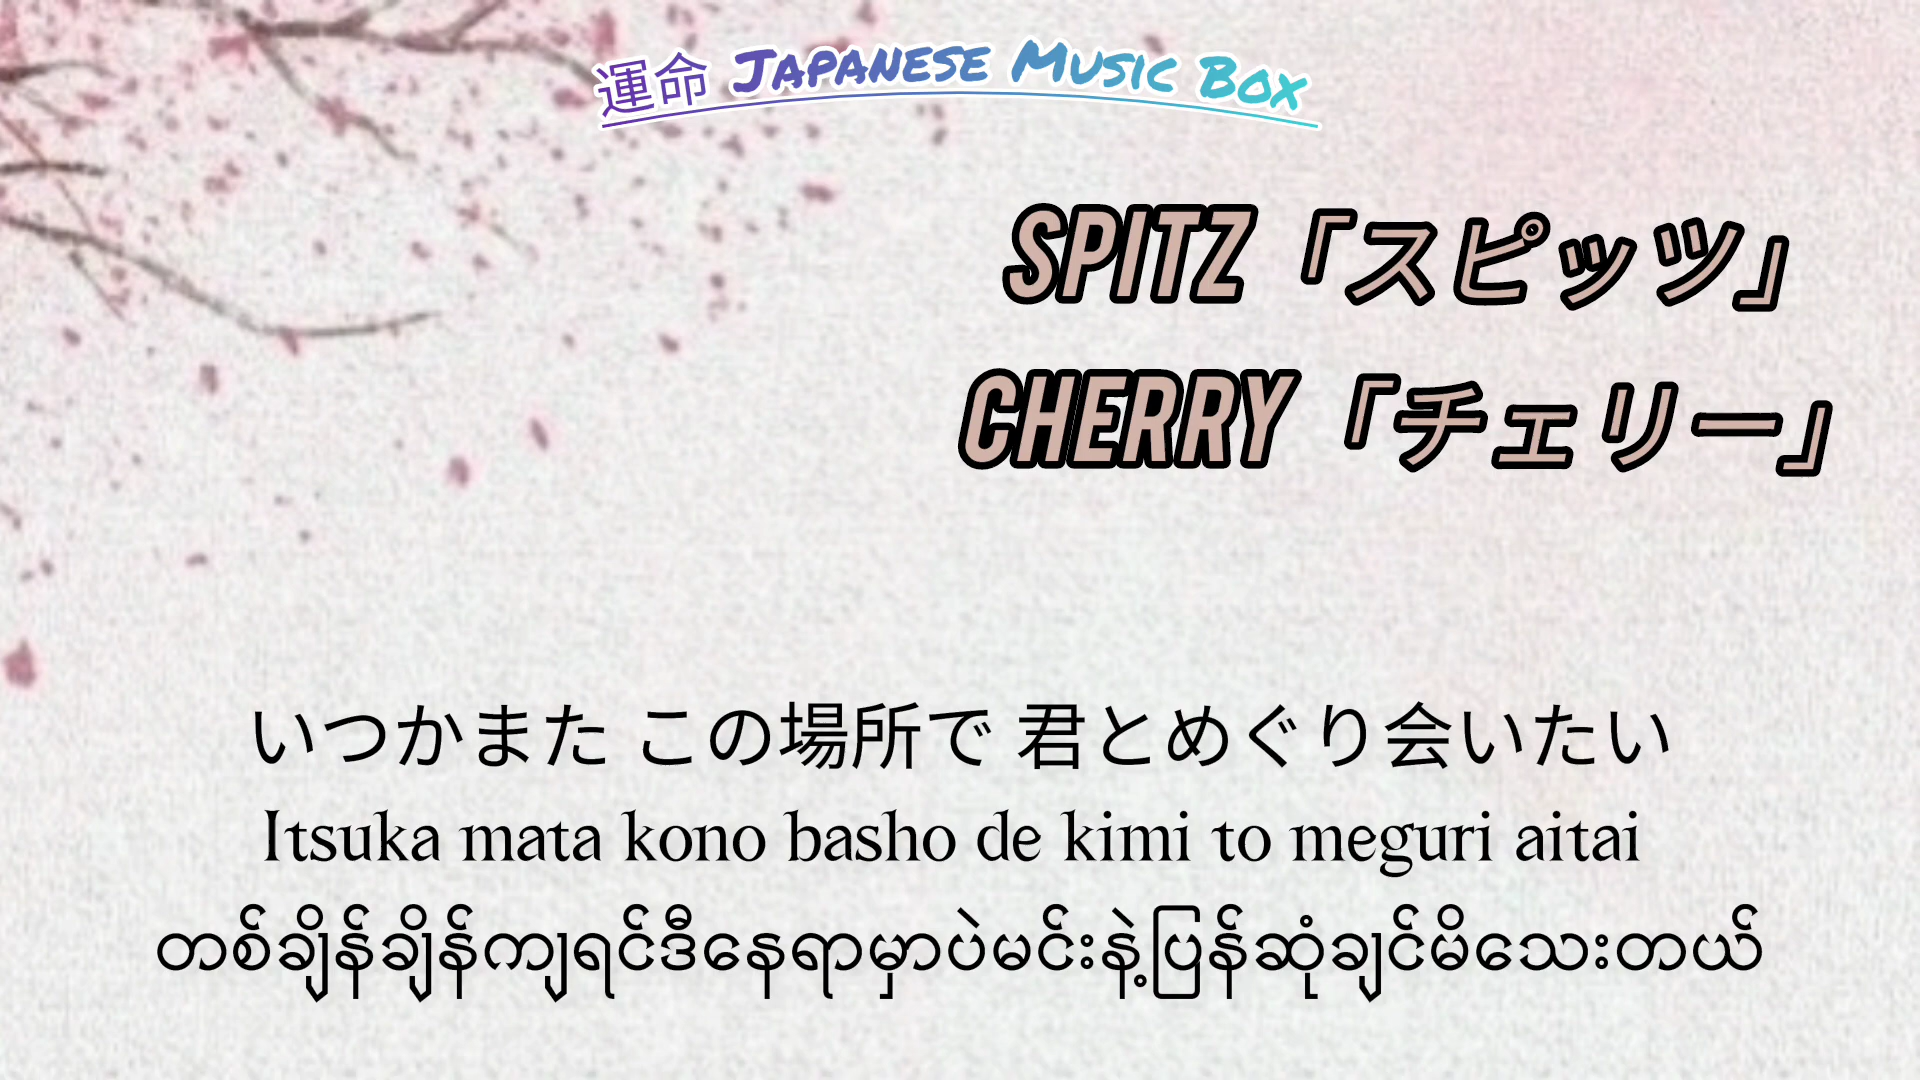 運命 Japanese Music Box
SPITZ「スピッツ」
CHERRY「チェリー」
いつかまた この場所で 君とめぐり会いたい
Itsuka mata kono basho de kimi to meguri aitai
တစ်ချိန်ချိန်ကျရင်ဒီနေရာမှာပဲမင်းနဲ့ပြန်ဆုံချင်မိသေးတယ်